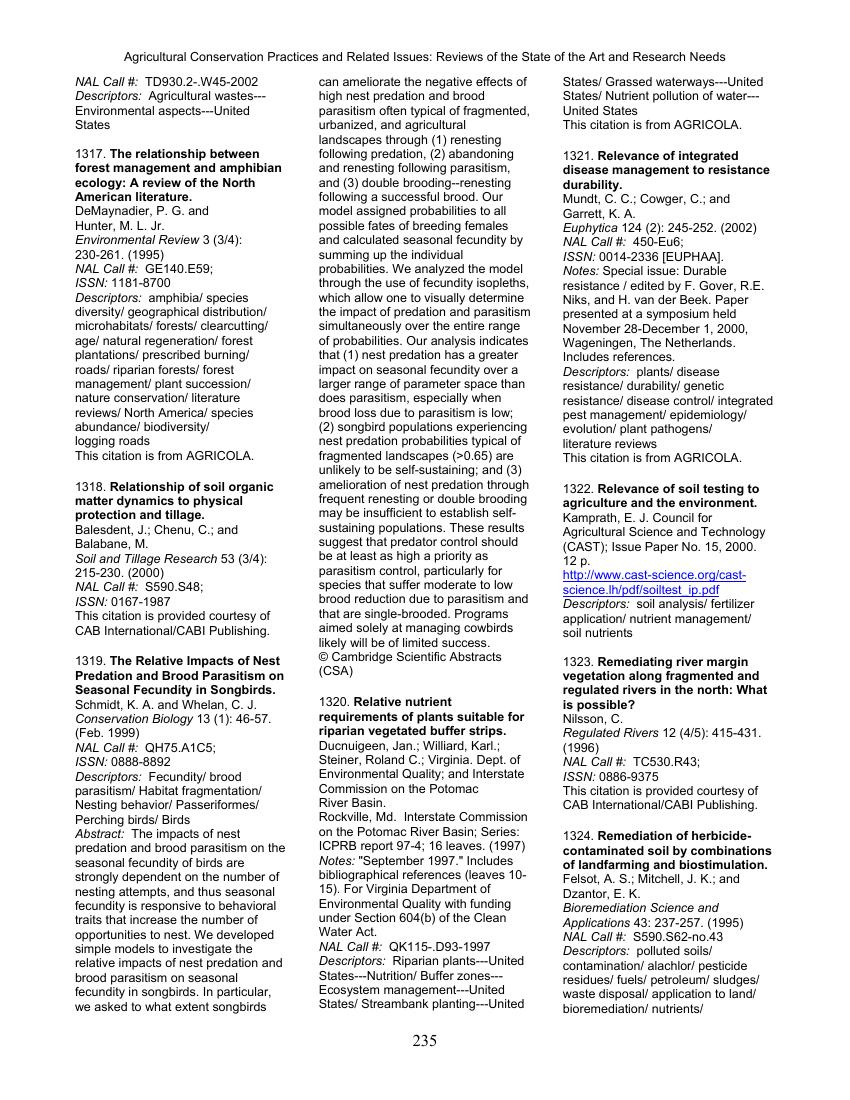 Agricultural Conservation Practices and Related Issues: Reviews of the State of the Art and Research Needs
NAL Call #: TD930.2-.W45-2002
Descriptors: Agricultural wastes---
Environmental aspects---United
States
1317. The relationship between
forest management and amphibian
ecology: A review of the North
American literature.
DeMaynadier, P. G. and
Hunter, M. L. Jr.
Environmental Review 3 (3/4):
230-261. (1995)
NAL Call #: GE140.E59;
ISSN: 1181-8700
Descriptors: amphibia/ species
diversity/ geographical distribution/
microhabitats/ forests/ clearcutting/
age/ natural regeneration/ forest
plantations/ prescribed burning/
roads/ riparian forests/ forest
management/ plant succession/
nature conservation/ literature
reviews/ North America/ species
abundance/ biodiversity/
logging roads
This citation is from AGRICOLA.
1318. Relationship of soil organic
matter dynamics to physical
protection and tillage.
Balesdent, J.; Chenu, C.; and
Balabane, M.
Soil and Tillage Research 53 (3/4):
215-230. (2000)
NAL Call #: S590.S48;
ISSN: 0167-1987
This citation is provided courtesy of
CAB International/CABI Publishing.
1319. The Relative Impacts of Nest
Predation and Brood Parasitism on
Seasonal Fecundity in Songbirds.
Schmidt, K. A. and Whelan, C. J.
Conservation Biology 13 (1): 46-57.
(Feb. 1999)
NAL Call #: QH75.A1C5;
ISSN: 0888-8892
Descriptors: Fecundity/ brood
parasitism/ Habitat fragmentation/
Nesting behavior/ Passeriformes/
Perching birds/ Birds
Abstract: The impacts of nest
predation and brood parasitism on the
seasonal fecundity of birds are
strongly dependent on the number of
nesting attempts, and thus seasonal
fecundity is responsive to behavioral
traits that increase the number of
opportunities to nest. We developed
simple models to investigate the
relative impacts of nest predation and
brood parasitism on seasonal
fecundity in songbirds. In particular,
we asked to what extent songbirds
can ameliorate the negative effects of
high nest predation and brood
parasitism often typical of fragmented,
urbanized, and agricultural
landscapes through (1) renesting
following predation, (2) abandoning
and renesting following parasitism,
and (3) double brooding--renesting
following a successful brood. Our
model assigned probabilities to all
possible fates of breeding females
and calculated seasonal fecundity by
summing up the individual
probabilities. We analyzed the model
through the use of fecundity isopleths,
which allow one to visually determine
the impact of predation and parasitism
simultaneously over the entire range
of probabilities. Our analysis indicates
that (1) nest predation has a greater
impact on seasonal fecundity over a
larger range of parameter space than
does parasitism, especially when
brood loss due to parasitism is low;
(2) songbird populations experiencing
nest predation probabilities typical of
fragmented landscapes (>0.65) are
unlikely to be self-sustaining; and (3)
amelioration of nest predation through
frequent renesting or double brooding
may be insufficient to establish self-
sustaining populations. These results
suggest that predator control should
be at least as high a priority as
parasitism control, particularly for
species that suffer moderate to low
brood reduction due to parasitism and
that are single-brooded. Programs
aimed solely at managing cowbirds
likely will be of limited success.
© Cambridge Scientific Abstracts
(CSA)
1320. Relative nutrient
requirements of plants suitable for
riparian vegetated buffer strips.
Ducnuigeen, Jan.; Williard, Karl.;
Steiner, Roland C.; Virginia. Dept. of
Environmental Quality; and Interstate
Commission on the Potomac
River Basin.
Rockville, Md. Interstate Commission
on the Potomac River Basin; Series:
ICPRB report 97-4; 16 leaves. (1997)
Notes: "September 1997." Includes
bibliographical references (leaves 10-
15). For Virginia Department of
Environmental Quality with funding
under Section 604(b) of the Clean
Water Act.
NAL Call #: QK115-.D93-1997
Descriptors: Riparian plants---United
States---Nutrition/ Buffer zones---
Ecosystem management---United
States/ Streambank planting---United
States/ Grassed waterways---United
States/ Nutrient pollution of water---
United States
This citation is from AGRICOLA.
1321. Relevance of integrated
disease management to resistance
durability.
Mundt, C. C.; Cowger, C.; and
Garrett, K. A.
Euphytica 124 (2): 245-252. (2002)
NAL Call #: 450-Eu6;
ISSN: 0014-2336 [EUPHAA].
Notes: Special issue: Durable
resistance / edited by F. Gover, R.E.
Niks, and H. van der Beek. Paper
presented at a symposium held
November 28-December 1, 2000,
Wageningen, The Netherlands.
Includes references.
Descriptors: plants/ disease
resistance/ durability/ genetic
resistance/ disease control/ integrated
pest management/ epidemiology/
evolution/ plant pathogens/
literature reviews
This citation is from AGRICOLA.
1322. Relevance of soil testing to
agriculture and the environment.
Kamprath, E. J. Council for
Agricultural Science and Technology
(CAST); Issue Paper No. 15, 2000.
12 p.
http://www.cast-science.org/cast-
science.lh/pdf/soiltest_ip.pdf
Descriptors: soil analysis/ fertilizer
application/ nutrient management/
soil nutrients
1323. Remediating river margin
vegetation along fragmented and
regulated rivers in the north: What
is possible?
Nilsson, C.
Regulated Rivers 12 (4/5): 415-431.
(1996)
NAL Call #: TC530.R43;
ISSN: 0886-9375
This citation is provided courtesy of
CAB International/CABI Publishing.
1324. Remediation of herbicide-
contaminated soil by combinations
of landfarming and biostimulation.
Felsot, A. S.; Mitchell, J. K.; and
Dzantor, E. K.
Bioremediation Science and
Applications 43: 237-257. (1995)
NAL Call #: S590.S62-no.43
Descriptors: polluted soils/
contamination/ alachlor/ pesticide
residues/ fuels/ petroleum/ sludges/
waste disposal/ application to land/
bioremediation/ nutrients/
235